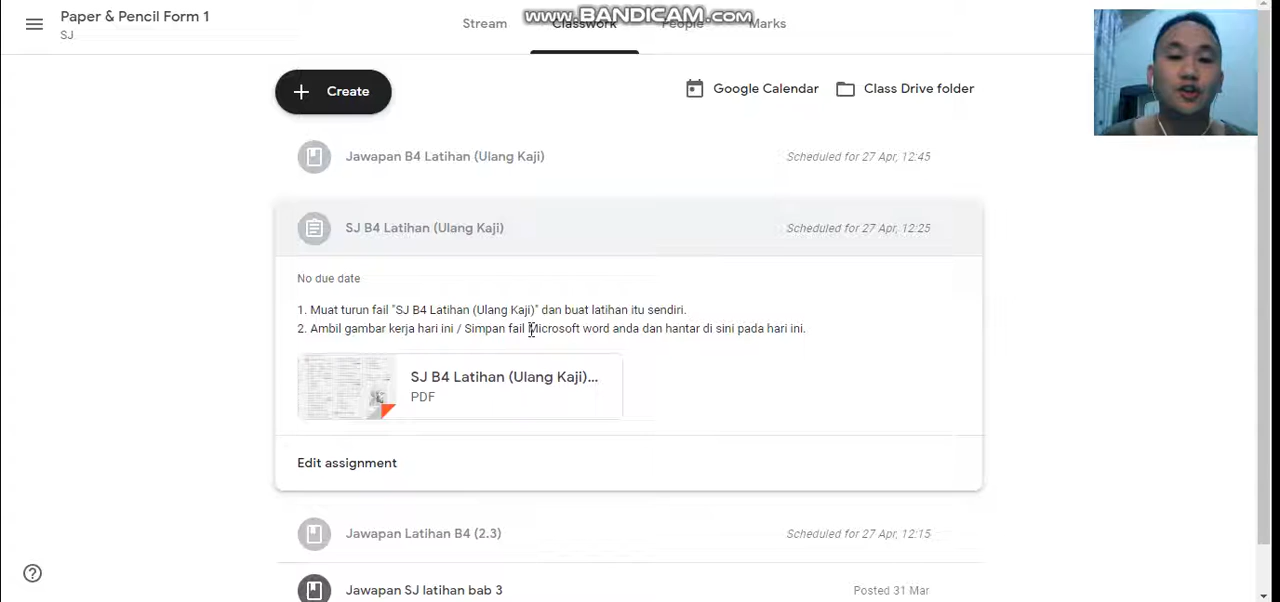 Paper & Pencil Form 1
SJ
Stream
Classwork
People
Marks
www.BANDICAM.com
Create
Google Calendar
Class Drive folder
Jawapan B4 Latihan (Ulang Kaji)
Scheduled for 27 Apr, 12:45
SJ B4 Latihan (Ulang Kaji)
Scheduled for 27 Apr, 12:25
No due date
1. Muat turun fail "SJ B4 Latihan (Ulang Kaji)" dan buat latihan itu sendiri.
2. Ambil gambar kerja hari ini / Simpan fail Microsoft word anda dan hantar di sini pada hari ini.
SJ B4 Latihan (Ulang Kaji)...
PDF
Edit assignment
Jawapan Latihan B4 (2.3)
Scheduled for 27 Apr, 12:15
Jawapan SJ latihan bab 3
Posted 31 Mar